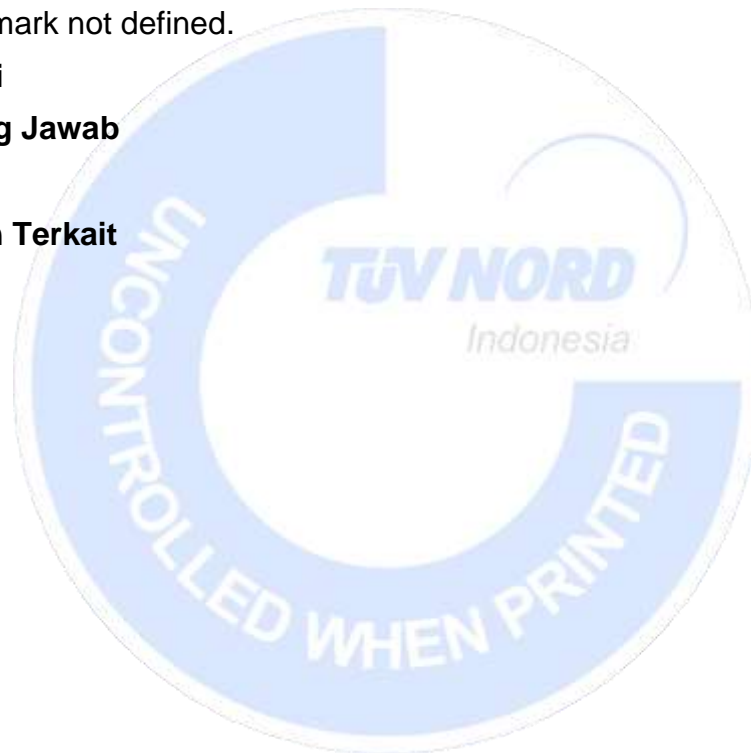 mark not defined.
i
g Jawab
n Terkait
TÜV NORD
Indonesia
UNCONTROLLED WHEN PRINTED